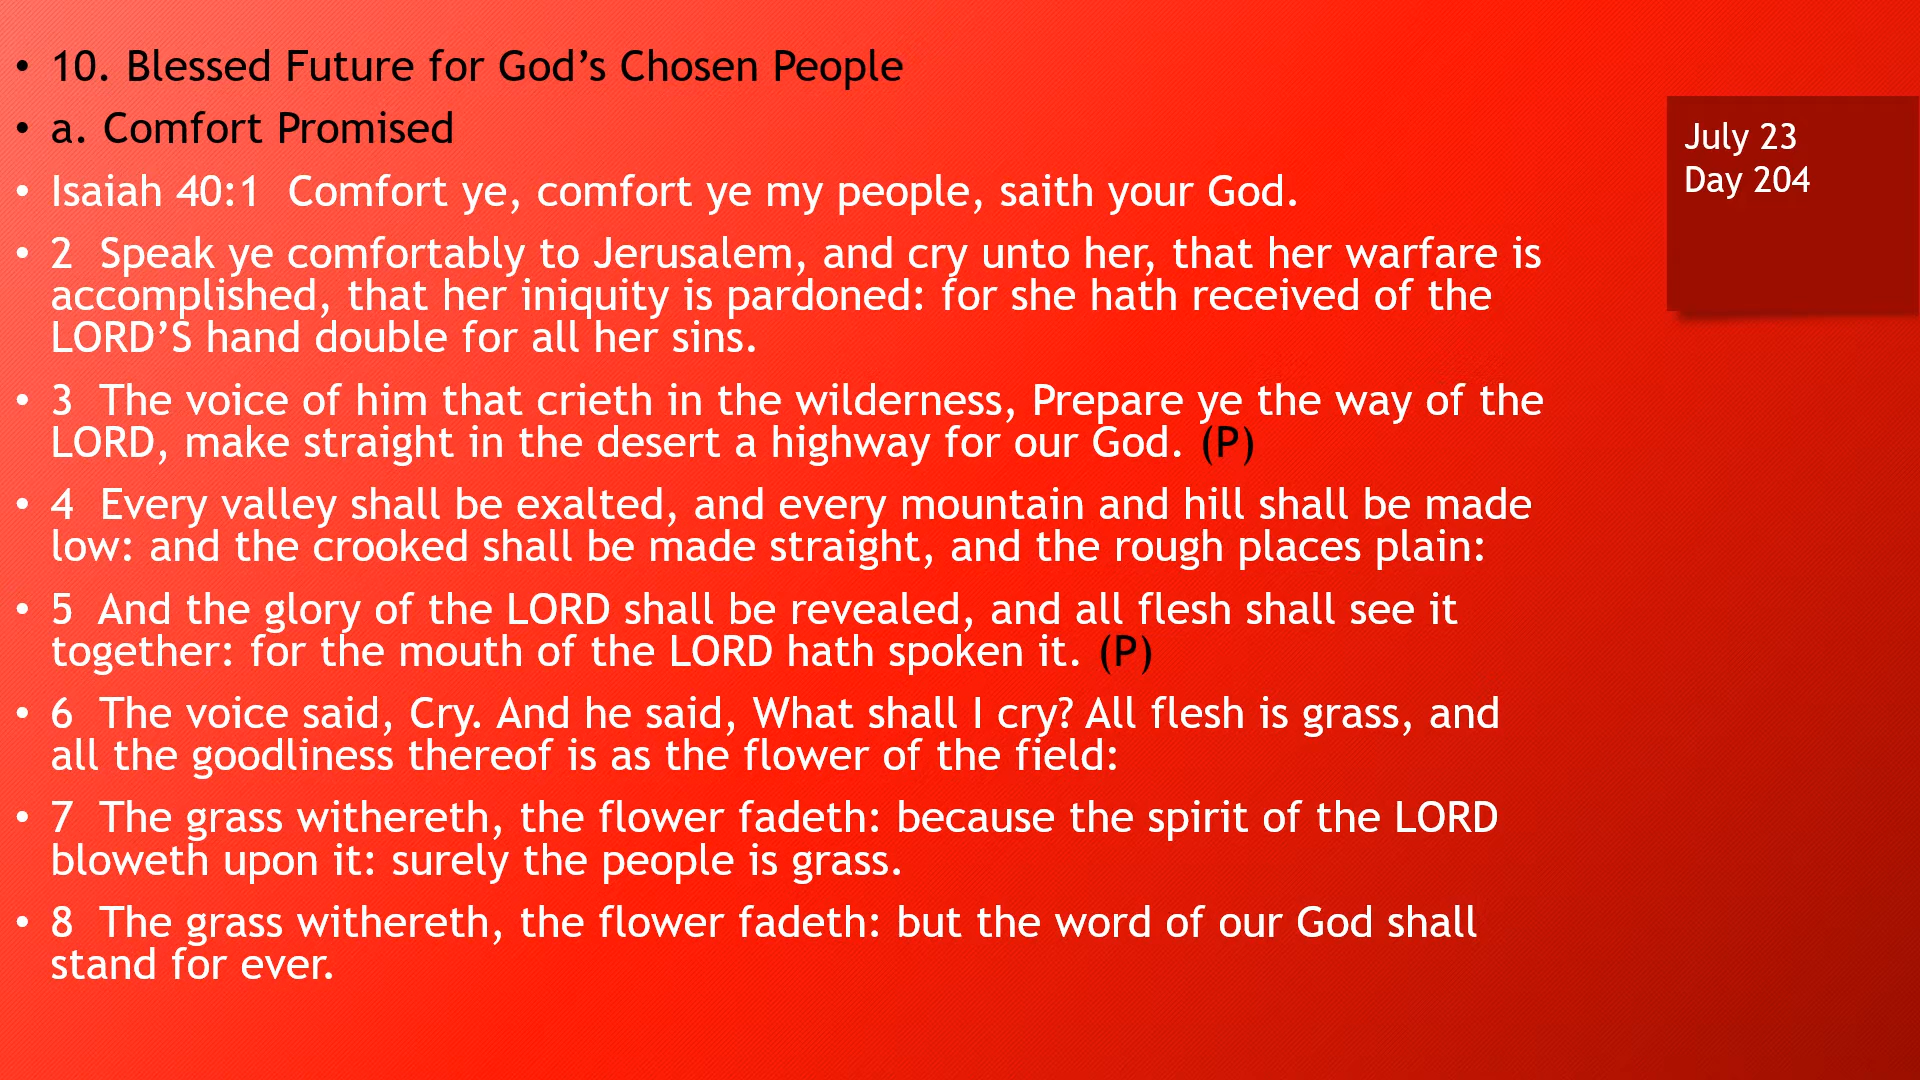 • 10. Blessed Future for God’s Chosen People
• a. Comfort Promised
• Isaiah 40:1  Comfort ye, comfort ye my people, saith your God.
• 2  Speak ye comfortably to Jerusalem, and cry unto her, that her warfare is
accomplished, that her iniquity is pardoned: for she hath received of the
LORD’S hand double for all her sins.
• 3  The voice of him that crieth in the wilderness, Prepare ye the way of the
LORD, make straight in the desert a highway for our God. (P)
• 4  Every valley shall be exalted, and every mountain and hill shall be made
low: and the crooked shall be made straight, and the rough places plain:
• 5  And the glory of the LORD shall be revealed, and all flesh shall see it
together: for the mouth of the LORD hath spoken it. (P)
• 6  The voice said, Cry. And he said, What shall I cry? All flesh is grass, and
all the goodliness thereof is as the flower of the field:
• 7  The grass withereth, the flower fadeth: because the spirit of the LORD
bloweth upon it: surely the people is grass.
• 8  The grass withereth, the flower fadeth: but the word of our God shall
stand for ever.
July 23
Day 204